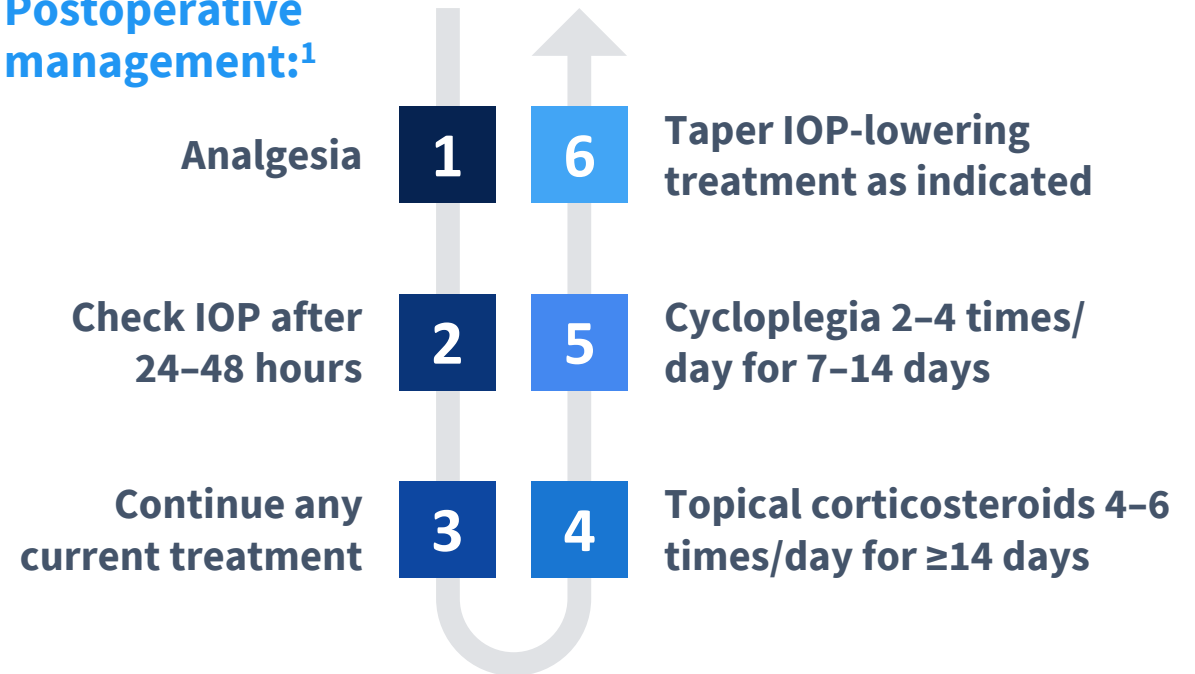 Postoperative
management:¹
1
Analgesia
2
Check IOP after
24–48 hours
3
Continue any
current treatment
4
Topical corticosteroids 4–6
times/day for ≥14 days
5
Cycloplegia 2–4 times/
day for 7–14 days
6
Taper IOP-lowering
treatment as indicated